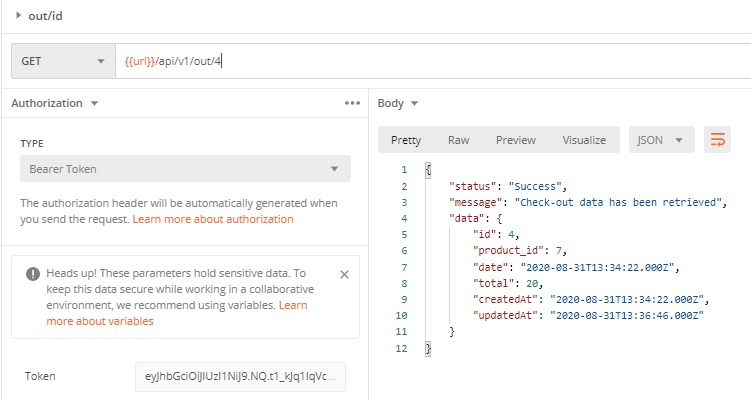 out/id
GET
{{url}}/api/v1/out/4
Authorization
•••
Body
TYPE
Bearer Token
The authorization header will be automatically generated when
you send the request. Learn more about authorization
Heads up! These parameters hold sensitive data. To
keep this data secure while working in a collaborative
environment, we recommend using variables. Learn
more about variables
Token
eyJhbGciOiJIUzI1NiJ9.NQ.t1_kJq1IqVc...
Pretty Raw Preview Visualize JSON
1 {
2 "status": "Success",
3 "message": "Check-out data has been retrieved",
4 "data": {
5 "id": 4,
6 "product_id": 7,
7 "date": "2020-08-31T13:34:22.000Z",
8 "total": 20,
9 "createdAt": "2020-08-31T13:34:22.000Z",
10 "updatedAt": "2020-08-31T13:36:46.000Z"
11 }
12 }